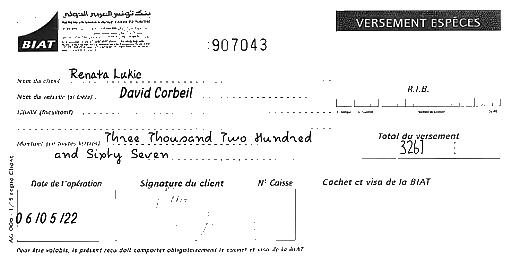 بنك تونس العربي الدولي
BIAT
:907043
VERSEMENT ESPÈCES
Nom du client Renata Lukic
Nom du remettant (si tiers) David Corbeil
R.I.B.
Libellé (facultatif)
Montant (en toutes lettres) Three Thousand Two Hundred
and Sixty Seven
Total du versement
3267
Date de l'opération
Signature du client
N° Caisse
Cachet et visa de la BIAT
06/05/22
Pour être valable, le présent reçu doit comporter obligatoirement le cachet et visa de la BIAT